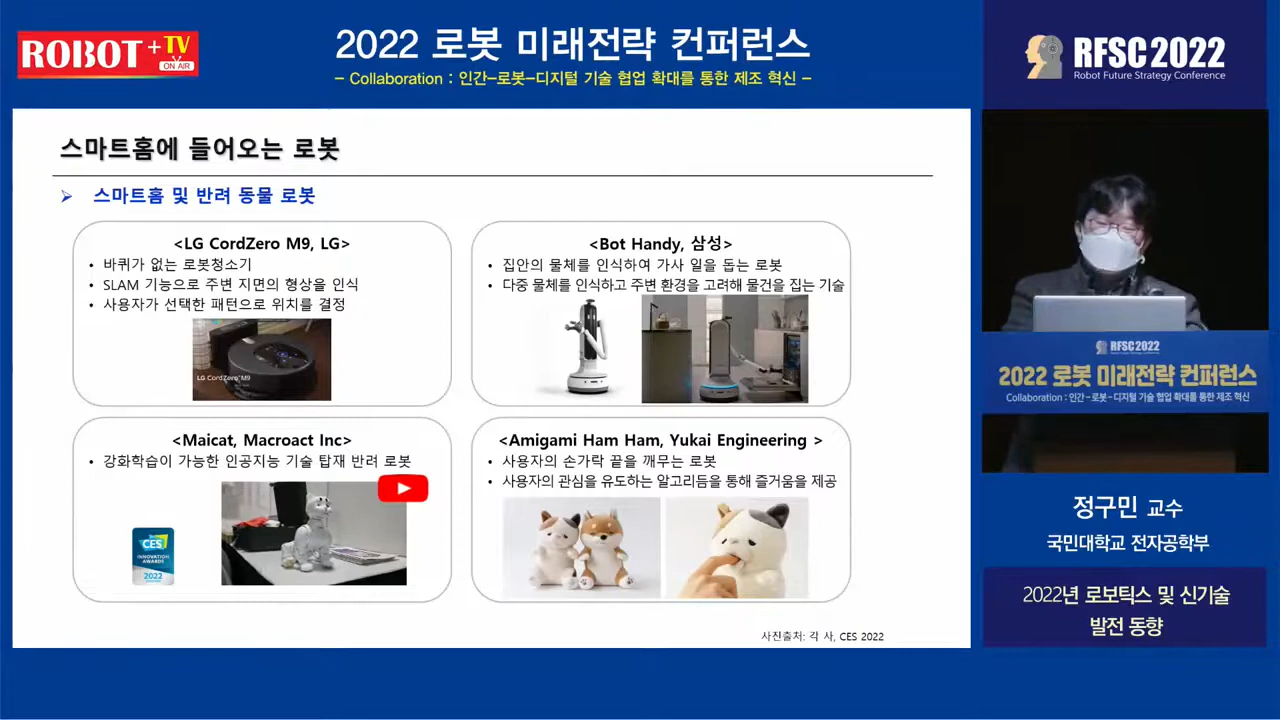 ROBOT+TV
ON AIR
2022 로봇 미래전략 컨퍼런스
– Collaboration : 인간–로봇–디지털 기술 협업 확대를 통한 제조 혁신 –
RFSC 2022
Robot Future Strategy Conference
스마트홈에 들어오는 로봇
➢ 스마트홈 및 반려 동물 로봇
<LG CordZero M9, LG>
• 바퀴가 없는 로봇청소기
• SLAM 기능으로 주변 지면의 형상을 인식
• 사용자가 선택한 패턴으로 위치를 결정
LG CordZero M9
<Bot Handy, 삼성>
• 집안의 물체를 인식하여 가사 일을 돕는 로봇
• 다중 물체를 인식하고 주변 환경을 고려해 물건을 집는 기술
<Maicat, Macroact Inc>
• 강화학습이 가능한 인공지능 기술 탑재 반려 로봇
CES
INNOVATION
AWARDS
2022
<Amigami Ham Ham, Yukai Engineering >
• 사용자의 손가락 끝을 깨무는 로봇
• 사용자의 관심을 유도하는 알고리듬을 통해 즐거움을 제공
사진출처: 각 사, CES 2022
RFSC 2022
2022 로봇 미래전략 컨퍼런스
Collaboration : 인간-로봇-디지털 기술 협업 확대를 통한 제조 혁신
정구민 교수
국민대학교 전자공학부
2022년 로보틱스 및 신기술
발전 동향